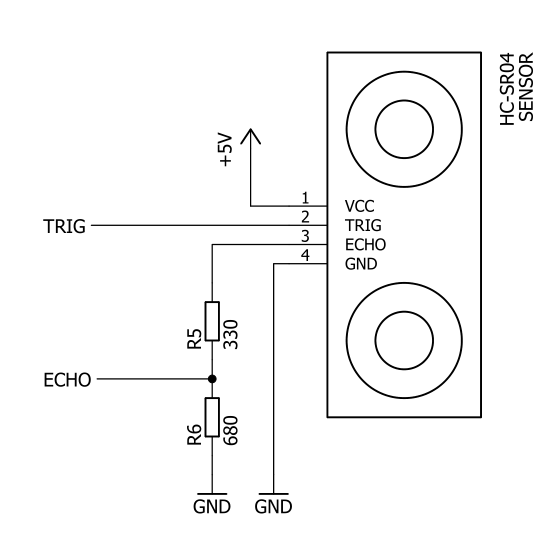 HC-SR04
SENSOR
+5V
1
VCC
TRIG
2
TRIG
3
ECHO
4
GND
R5
330
ECHO
R6
680
GND
GND